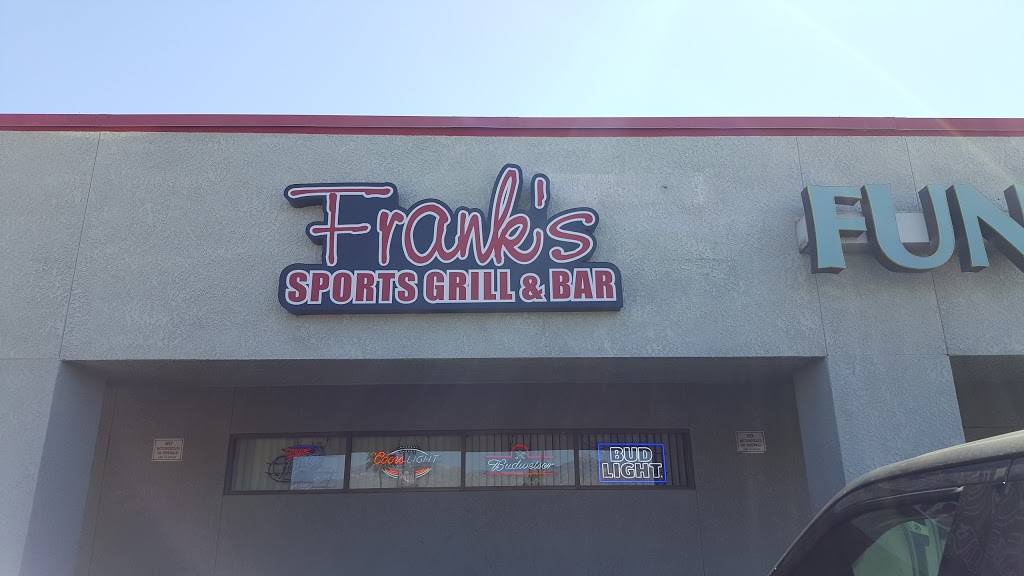 Frank's
SPORTS GRILL & BAR
FUN
Coors LIGHT
Budweiser
BUD
LIGHT